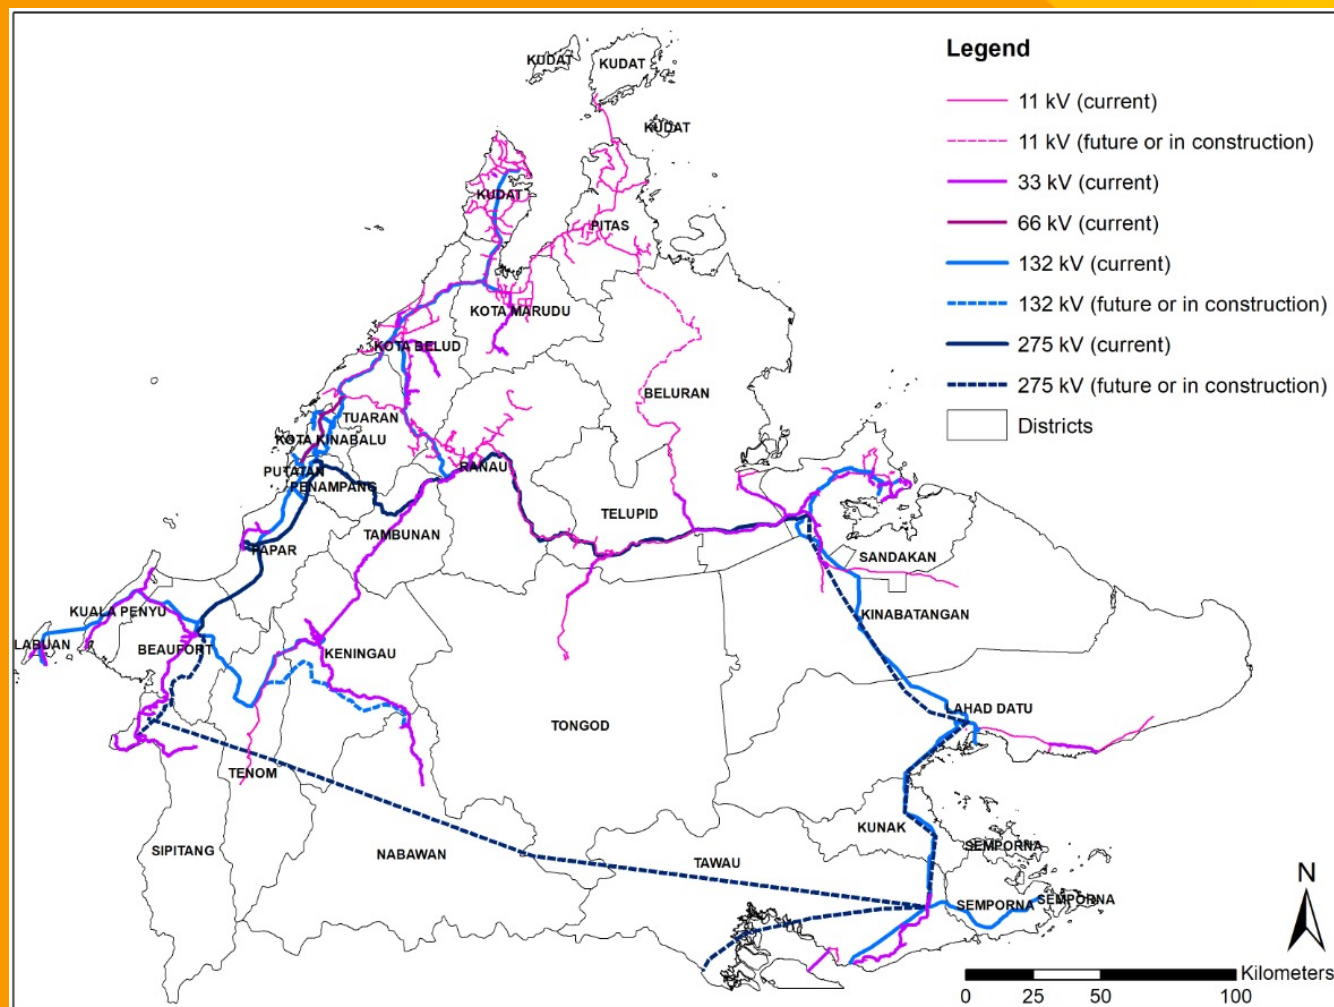 KUDAT
KUDAT
KUDAT
KUDAT
PITAS
KOTA MARUDU
KOTA BELUD
BELURAN
TUARAN
KOTA KINABALU
PUTATAN
RANAU
PENAMPANG
TELUPID
TAMBUNAN
PAPAR
SANDAKAN
KUALA PENYU
KINABATANGAN
LABUAN
BEAUFORT
KENINGAU
LAHAD DATU
TONGOD
TENOM
KUNAK
SIPITANG
NABAWAN
TAWAU
SEMPORNA
SEMPORNA
SEMPORNA
Legend
11 kV (current)
11 kV (future or in construction)
33 kV (current)
66 kV (current)
132 kV (current)
132 kV (future or in construction)
275 kV (current)
275 kV (future or in construction)
Districts
N
Kilometers
0 25 50 100